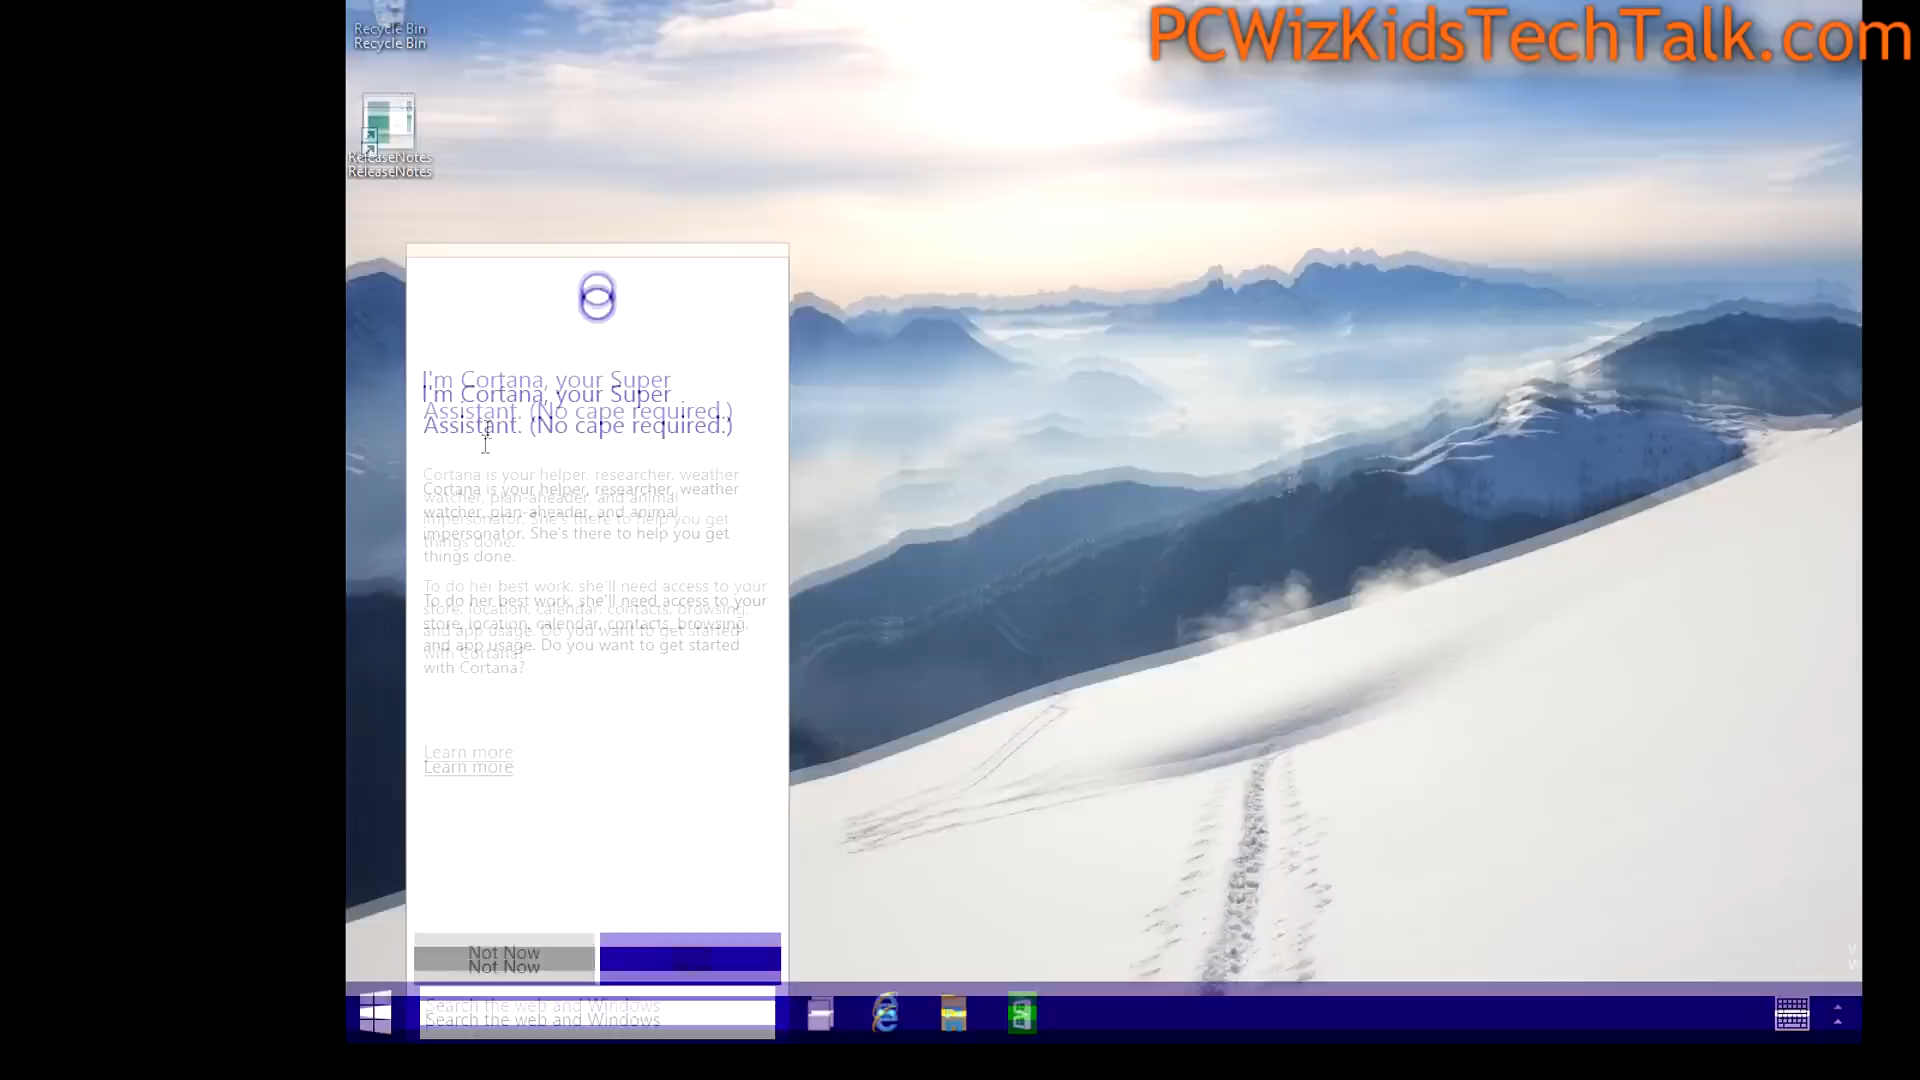 PCWizKidsTechTalk.com
Recycle Bin
ReleaseNotes
I'm Cortana, your Super
Assistant. (No cape required.)
Cortana is your helper, researcher, weather
watcher, plan-aheader, and animal
impersonator. She's there to help you get
things done.
To do her best work, she'll need access to your
store, location, calendar, contacts, browsing,
and app usage. Do you want to get started
with Cortana?
Learn more
Not Now
Search the web and Windows